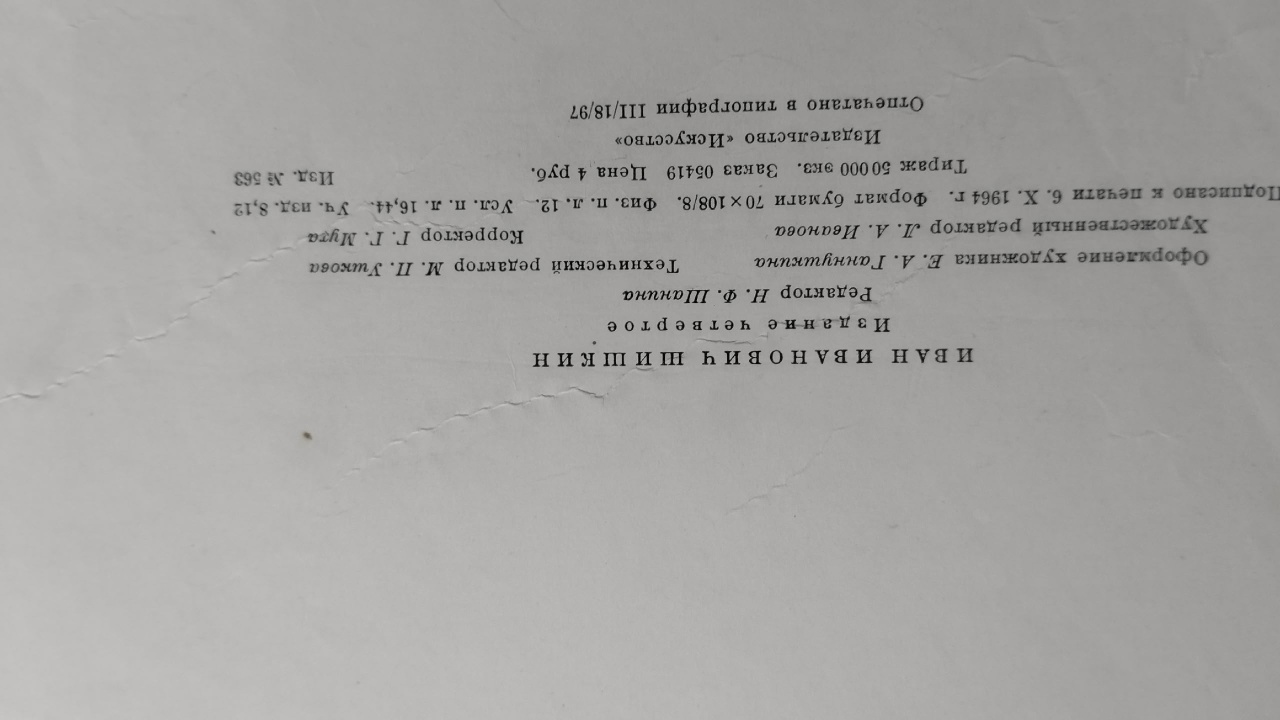 ИВАН ИВАНОВИЧ ШИШКИН
Издание четвертое
Редактор Н. Ф. Шанина
Оформление художника Е. А. Ганнушкина Технический редактор М. П. Ушкова
Художественный редактор Л. А. Иванова Корректор Г. Г. Муха
Подписано к печати 6. X. 1964 г. Формат бумаги 70×108/8. Физ. п. л. 12. Усл. п. л. 16,44. Уч. изд. 8,12
Тираж 50 000 экз. Заказ 05419 Цена 4 руб. Изд. № 563
Издательство «Искусство»
Отпечатано в типографии III/18/97